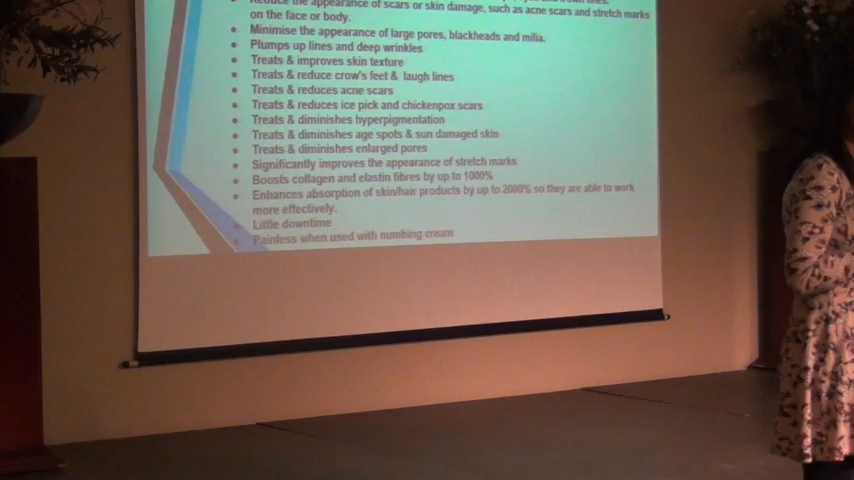 Reduce the appearance of scars or skin damage, such as acne scars and stretch marks
on the face or body.
Minimise the appearance of large pores, blackheads and milia.
Plumps up lines and deep wrinkles
Treats & improves skin texture
Treats & reduce crow's feet & laugh lines
Treats & reduces acne scars
Treats & reduces ice pick and chickenpox scars
Treats & diminishes hyperpigmentation
Treats & diminishes age spots & sun damaged skin
Treats & diminishes enlarged pores
Significantly improves the appearance of stretch marks
Boosts collagen and elastin fibres by up to 1000%
Enhances absorption of skin/hair products by up to 2000% so they are able to work
more effectively.
Little downtime
Painless when used with numbing cream